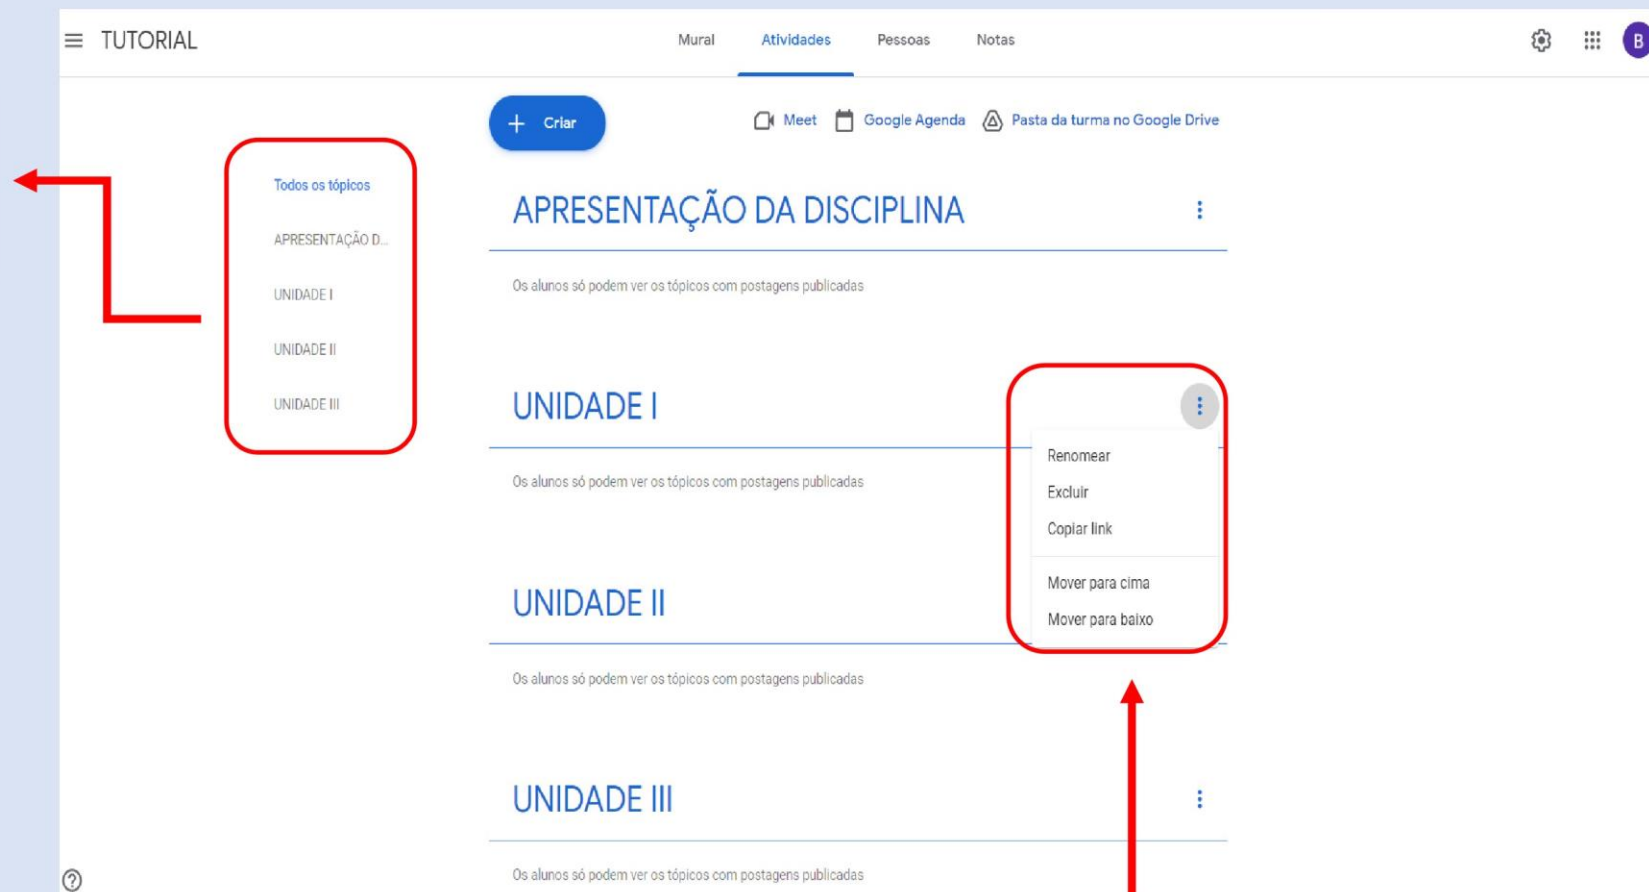 TUTORIAL
Mural Atividades Pessoas Notas
B
Criar
Meet Google Agenda Pasta da turma no Google Drive
Todos os tópicos
APRESENTAÇÃO D...
UNIDADE I
UNIDADE II
UNIDADE III
APRESENTAÇÃO DA DISCIPLINA
Os alunos só podem ver os tópicos com postagens publicadas
UNIDADE I
Os alunos só podem ver os tópicos com postagens publicadas
Renomear
Excluir
Copiar link
Mover para cima
Mover para baixo
UNIDADE II
Os alunos só podem ver os tópicos com postagens publicadas
UNIDADE III
Os alunos só podem ver os tópicos com postagens publicadas